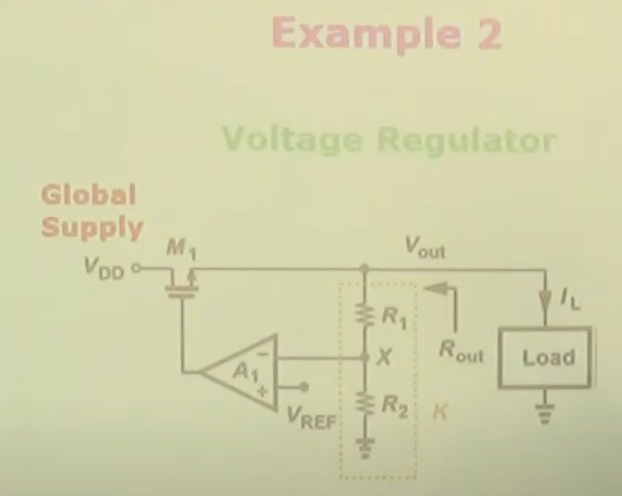 Example 2
Voltage Regulator
Global
Supply
M1
VDD
Vout
IL
R1
A1
−
+
X
Rout
Load
VREF
R2
K